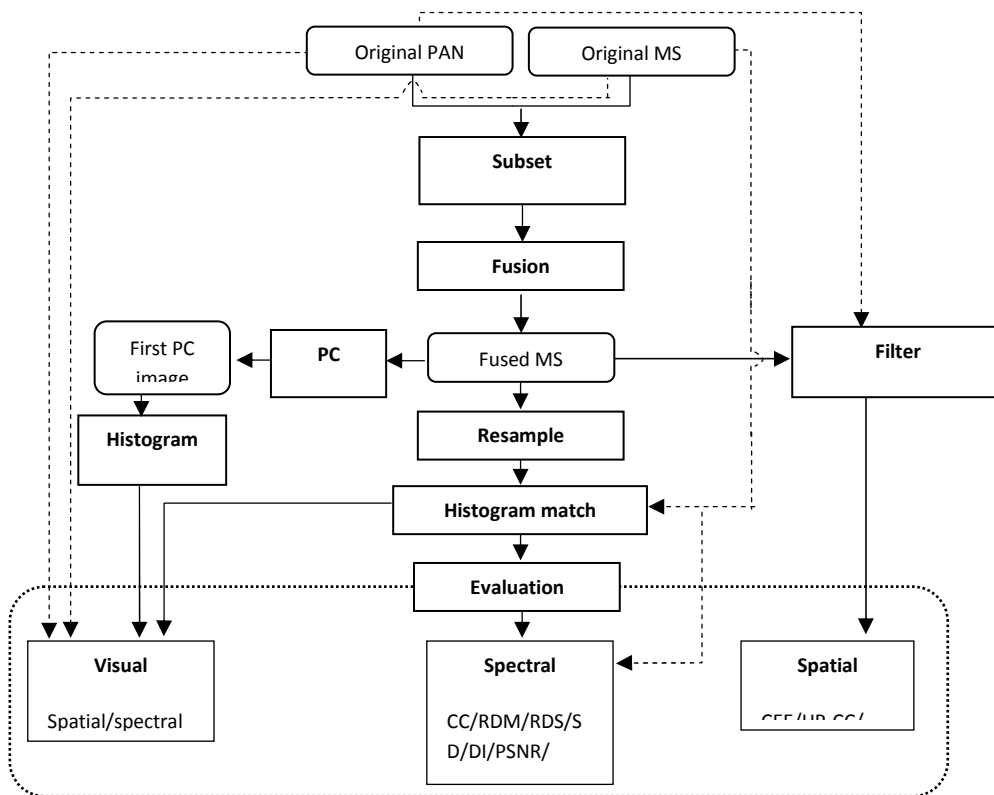 Original PAN
Original MS
Subset
Fusion
First PC
image
PC
Fused MS
Filter
Histogram
Resample
Histogram match
Evaluation
Visual
Spatial/spectral
Spectral
CC/RDM/RDS/S
D/DI/PSNR/
Spatial